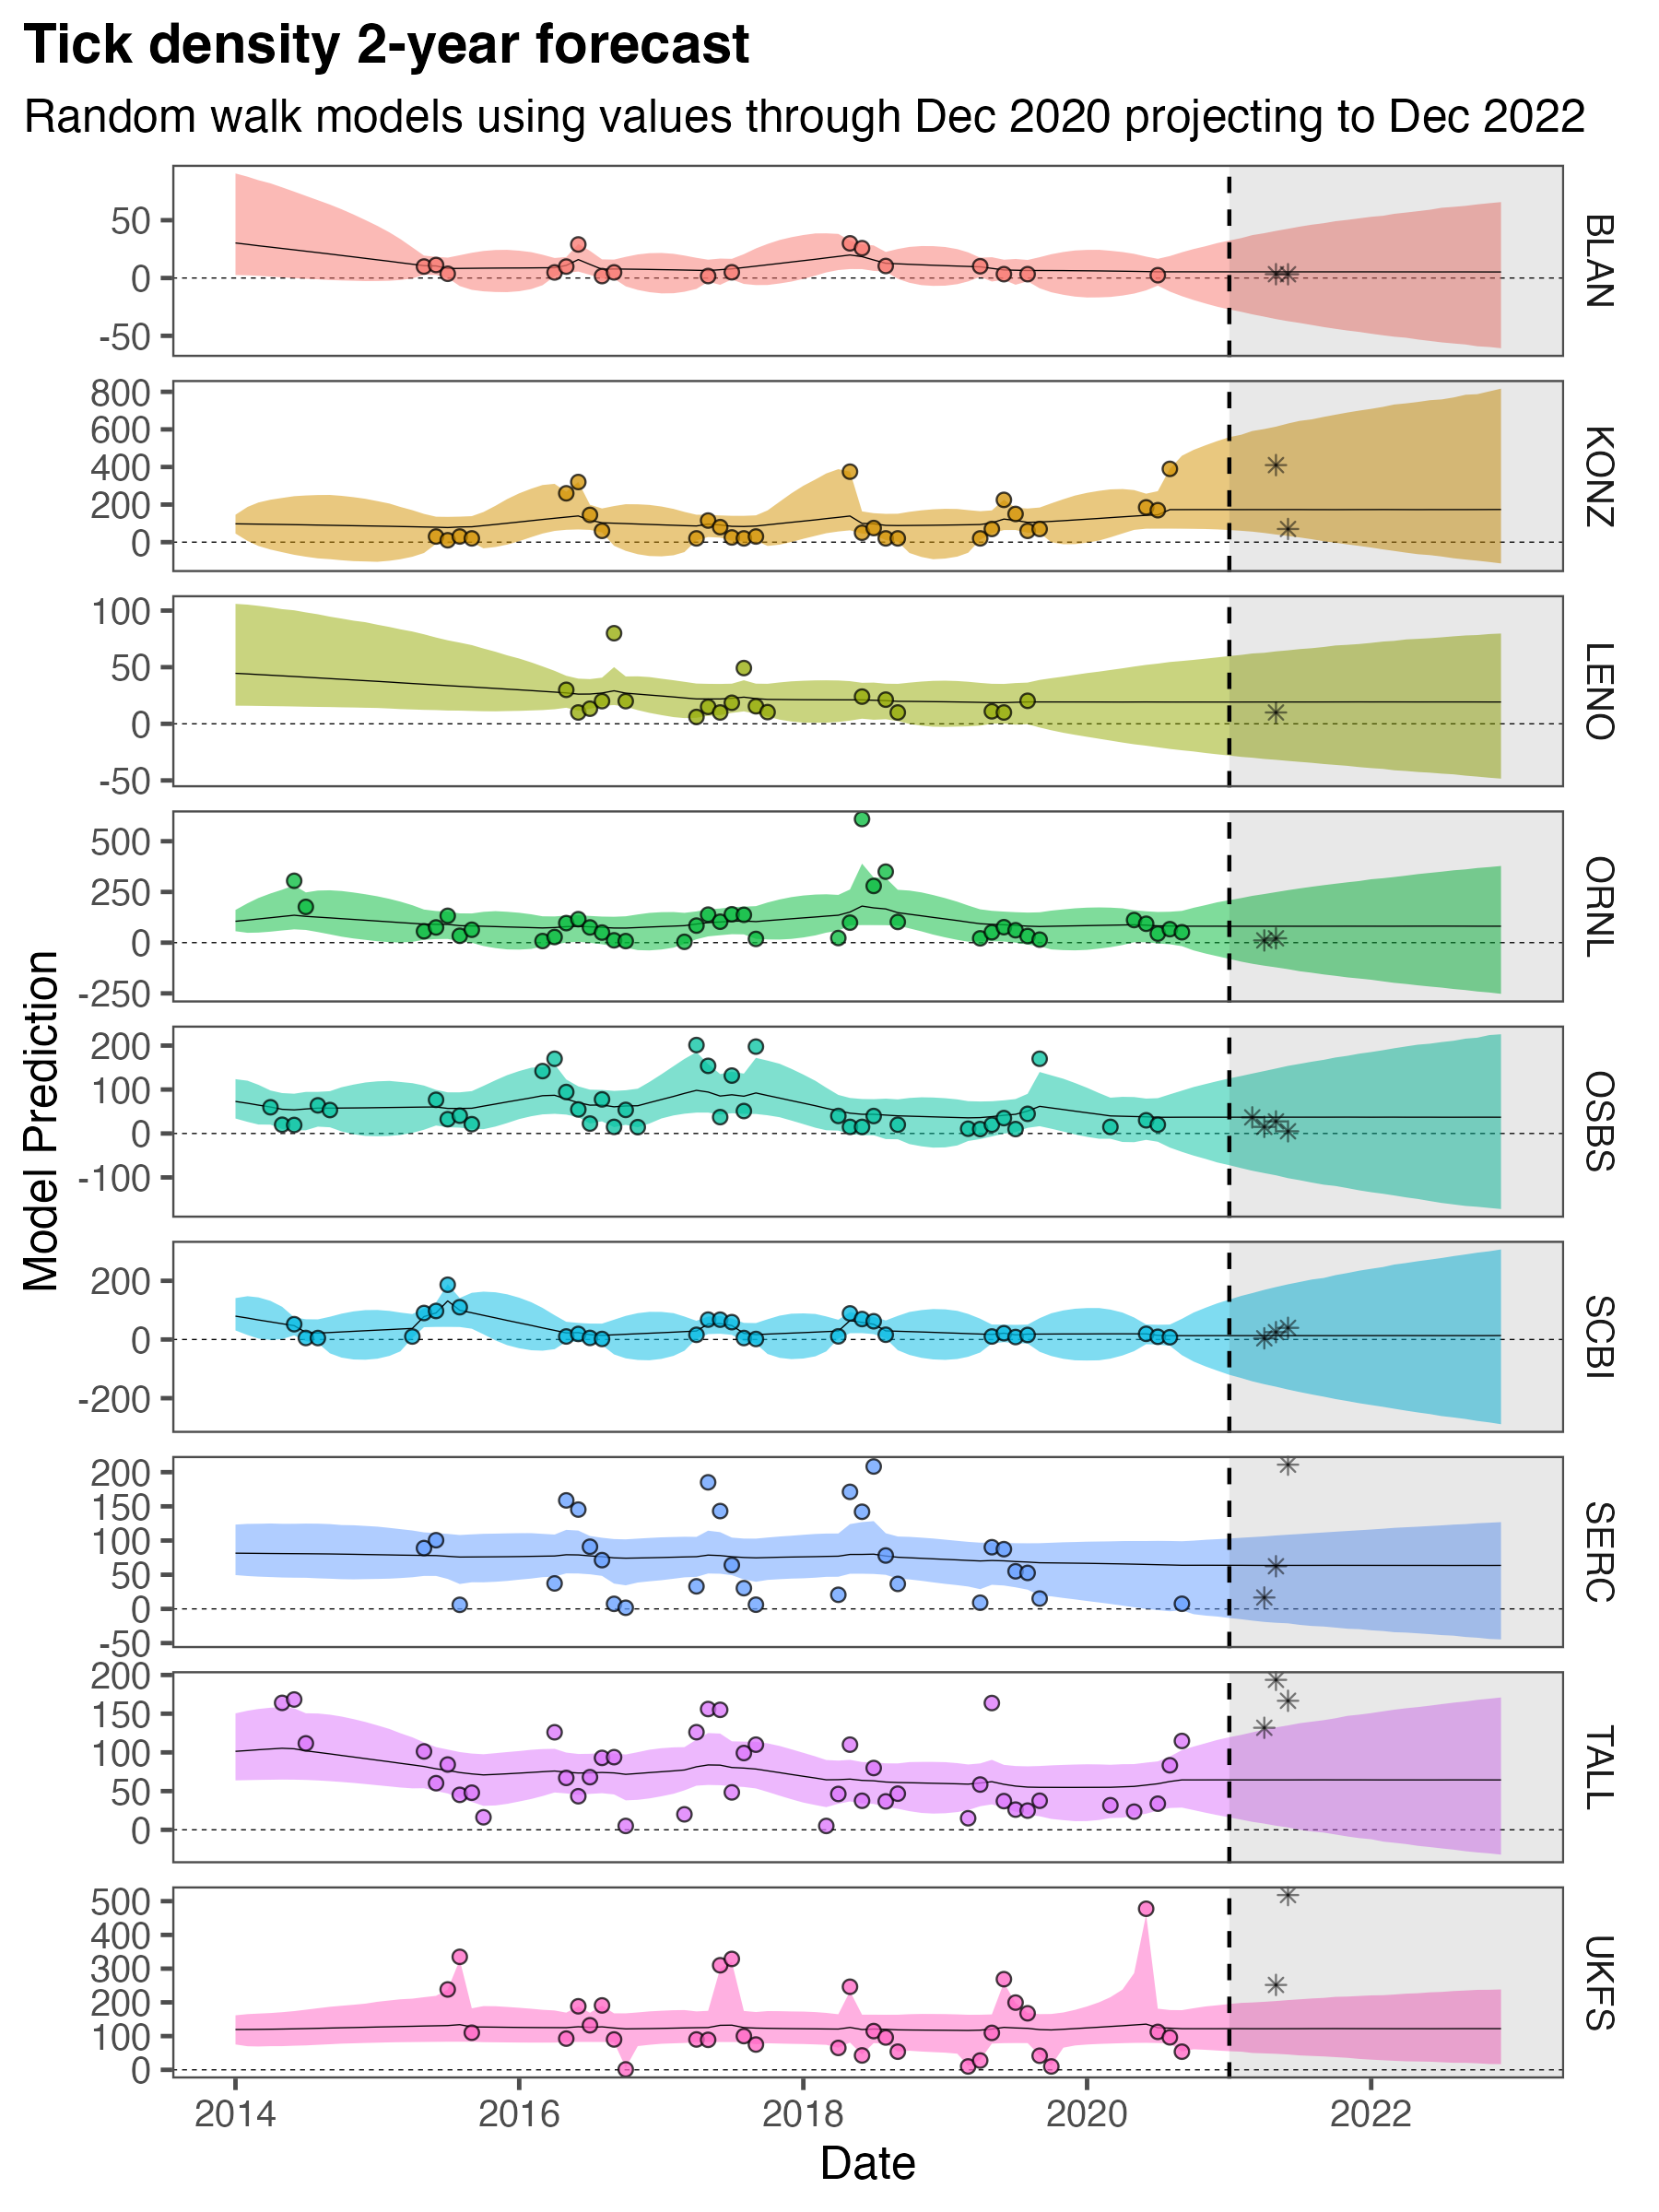 Tick density 2-year forecast
Random walk models using values through Dec 2020 projecting to Dec 2022
Model Prediction
50
0
-50
BLAN
800
600
400
200
0
KONZ
100
50
0
-50
LENO
500
250
0
-250
ORNL
200
100
0
-100
OSBS
200
0
-200
SCBI
200
150
100
50
0
-50
SERC
200
150
100
50
0
TALL
500
400
300
200
100
0
UKFS
2014 2016 2018 2020 2022
Date